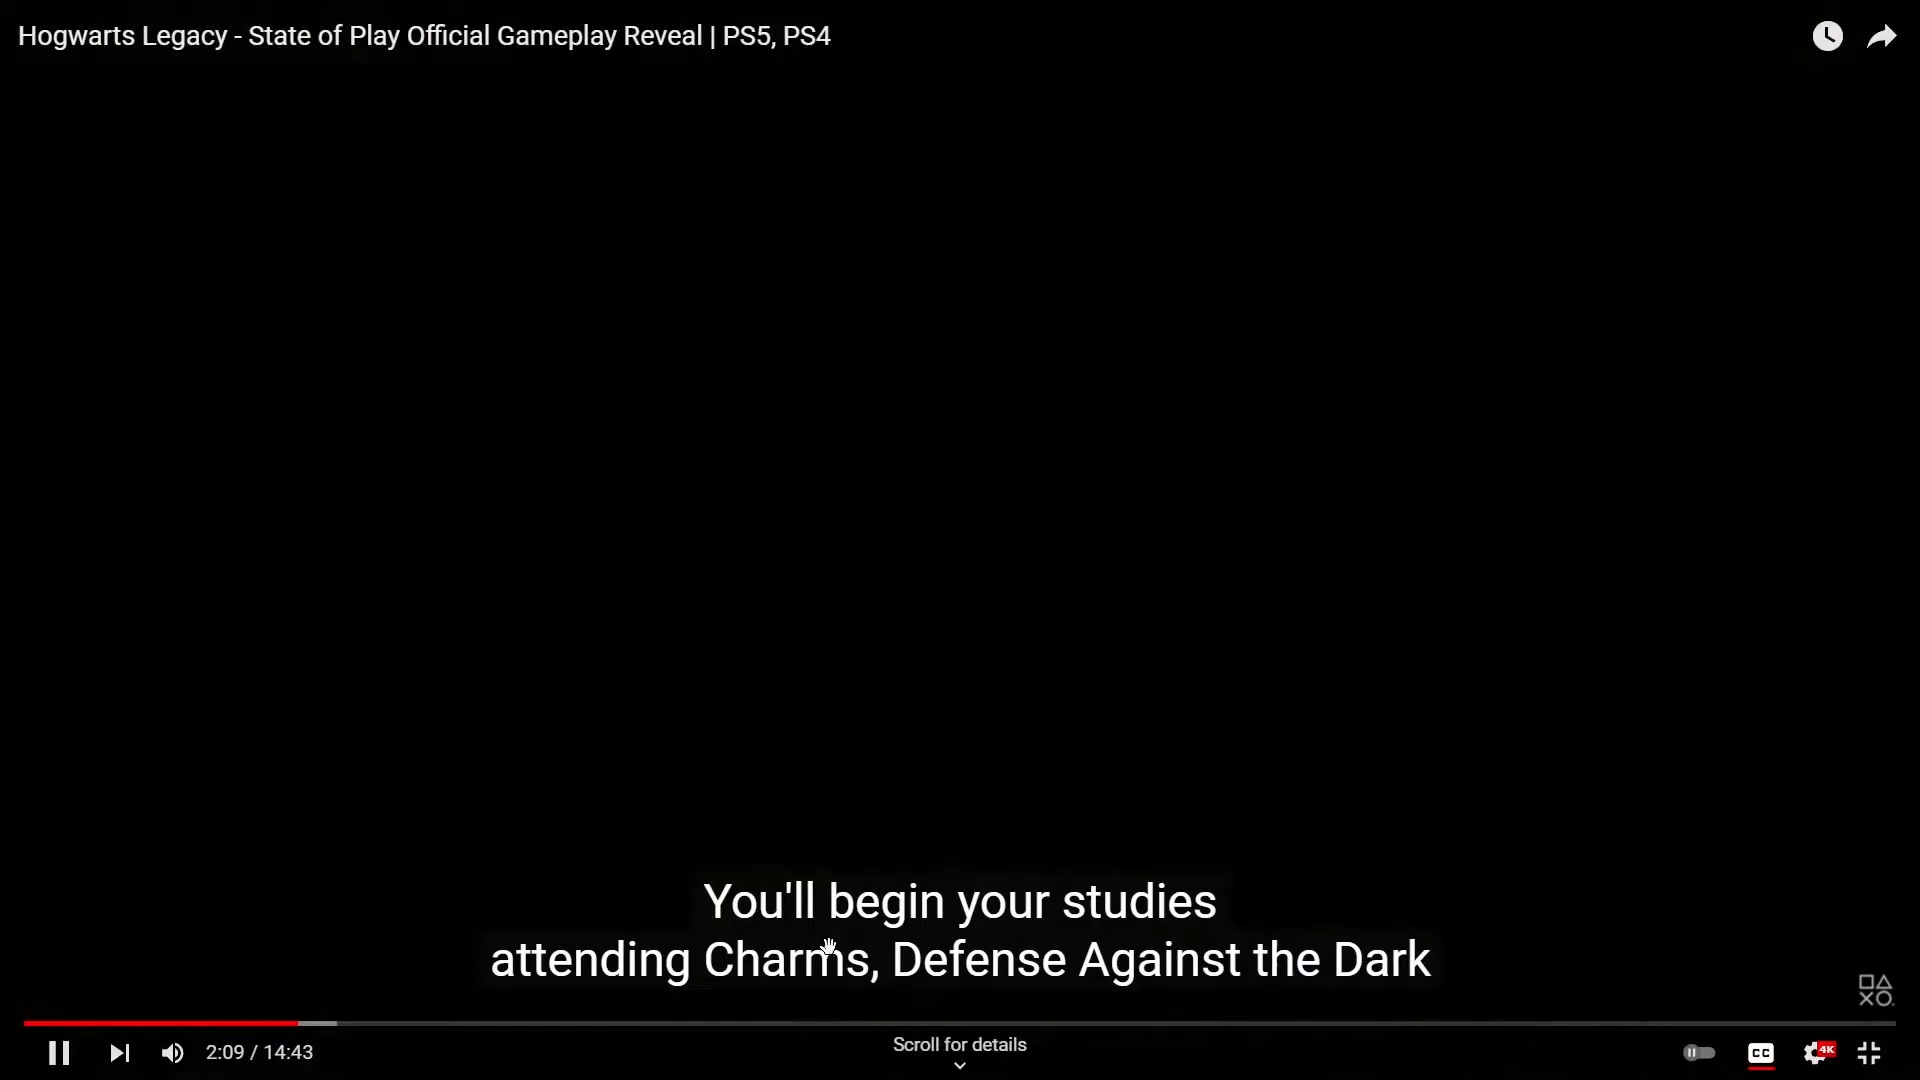 Hogwarts Legacy - State of Play Official Gameplay Reveal | PS5, PS4
You'll begin your studies
attending Charms, Defense Against the Dark
Scroll for details
2:09 / 14:43
CC
4K